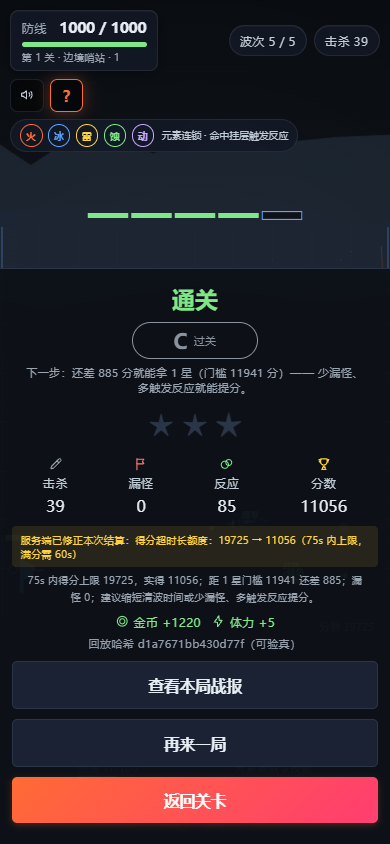 防线 1000 / 1000
第 1 关 · 边境哨站 · 1
波次 5 / 5
击杀 39
?
火 冰 雷 蚀 动 元素连锁 · 命中挂层触发反应
通关
C 过关
下一步：还差 885 分就能拿 1 星（门槛 11941 分）—— 少漏怪、
多触发反应就能提分。
击杀 漏怪 反应 分数
39 0 85 11056
服务端已修正本次结算：得分超时长额度：19725 → 11056（75s 内上限，
满分需 60s）
75s 内得分上限 19725，实得 11056；距 1 星门槛 11941 还差 885；漏
怪 0；建议缩短清波时间或少漏怪、多触发反应提分。
金币 +1220 体力 +5
回放哈希 d1a7671bb430d77f（可验真）
查看本局战报
再来一局
返回关卡